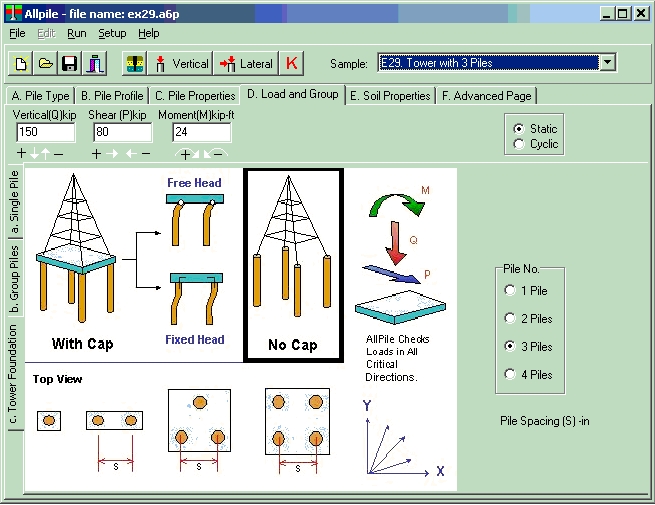 Allpile - file name: ex29.a6p
File Edit Run Setup Help
Vertical Lateral K Sample: E29. Tower with 3 Piles
A. Pile Type B. Pile Profile C. Pile Properties D. Load and Group E. Soil Properties F. Advanced Page
Vertical(Q)kip Shear (P)kip Moment(M)kip-ft
150 80 24
+ − + − + −
Static
Cyclic
a. Single Pile
b. Group Piles
c. Tower Foundation
Free Head
Fixed Head
With Cap
No Cap
M
Q
P
AllPile Checks
Loads in All
Critical
Directions.
Pile No.
1 Pile
2 Piles
3 Piles
4 Piles
Pile Spacing (S) -in
Top View
S S S
Y
X